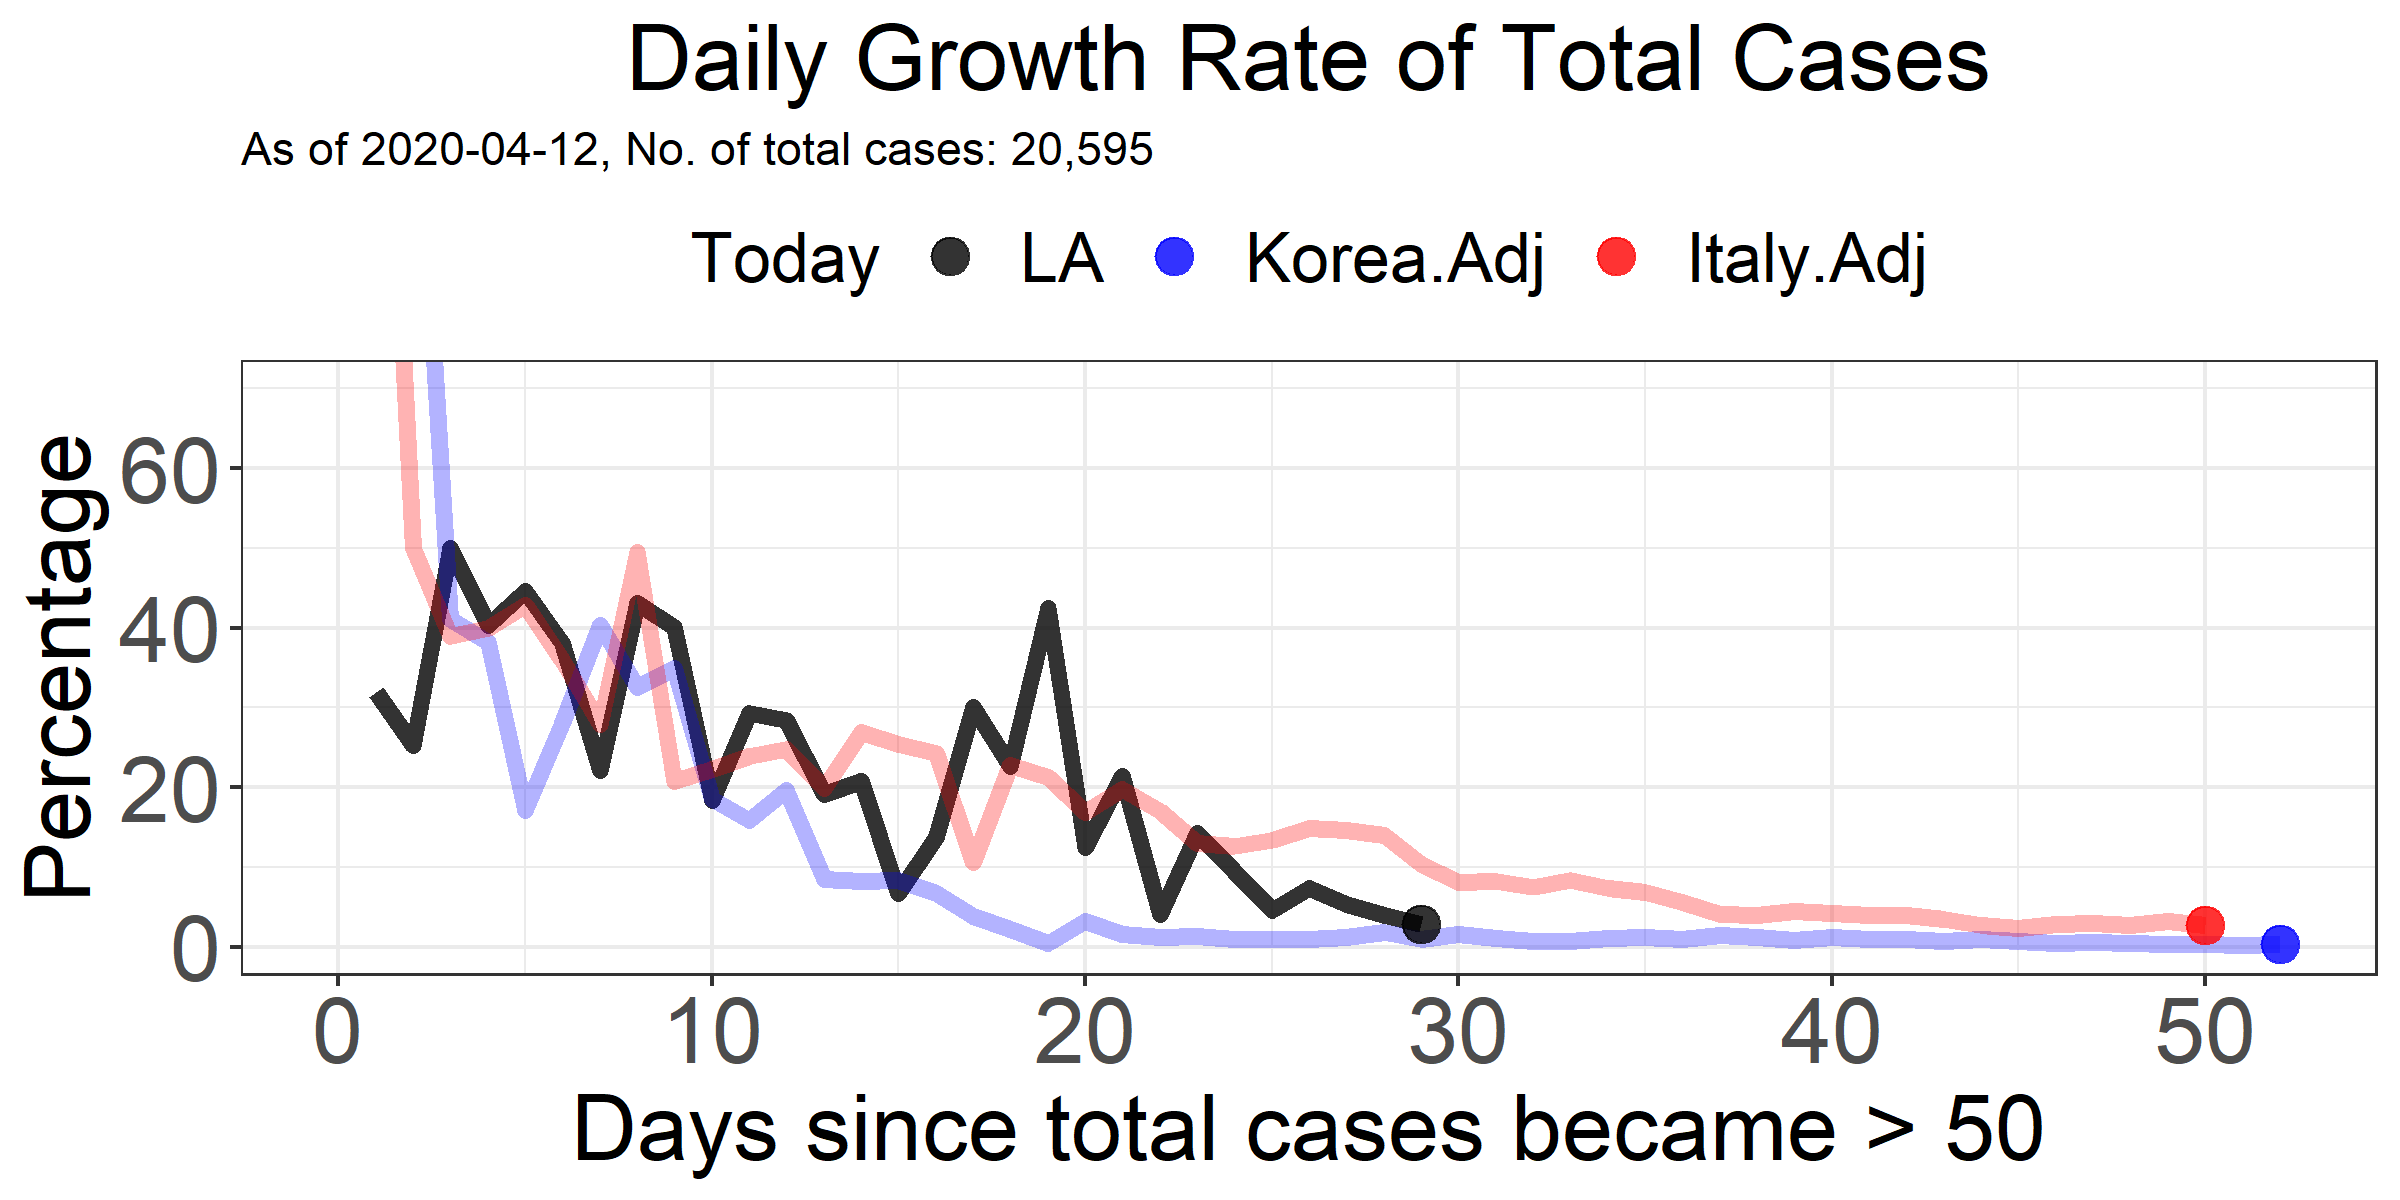 Daily Growth Rate of Total Cases
As of 2020-04-12, No. of total cases: 20,595
Today LA Korea.Adj Italy.Adj
Percentage
60
40
20
0
0 10 20 30 40 50
Days since total cases became > 50